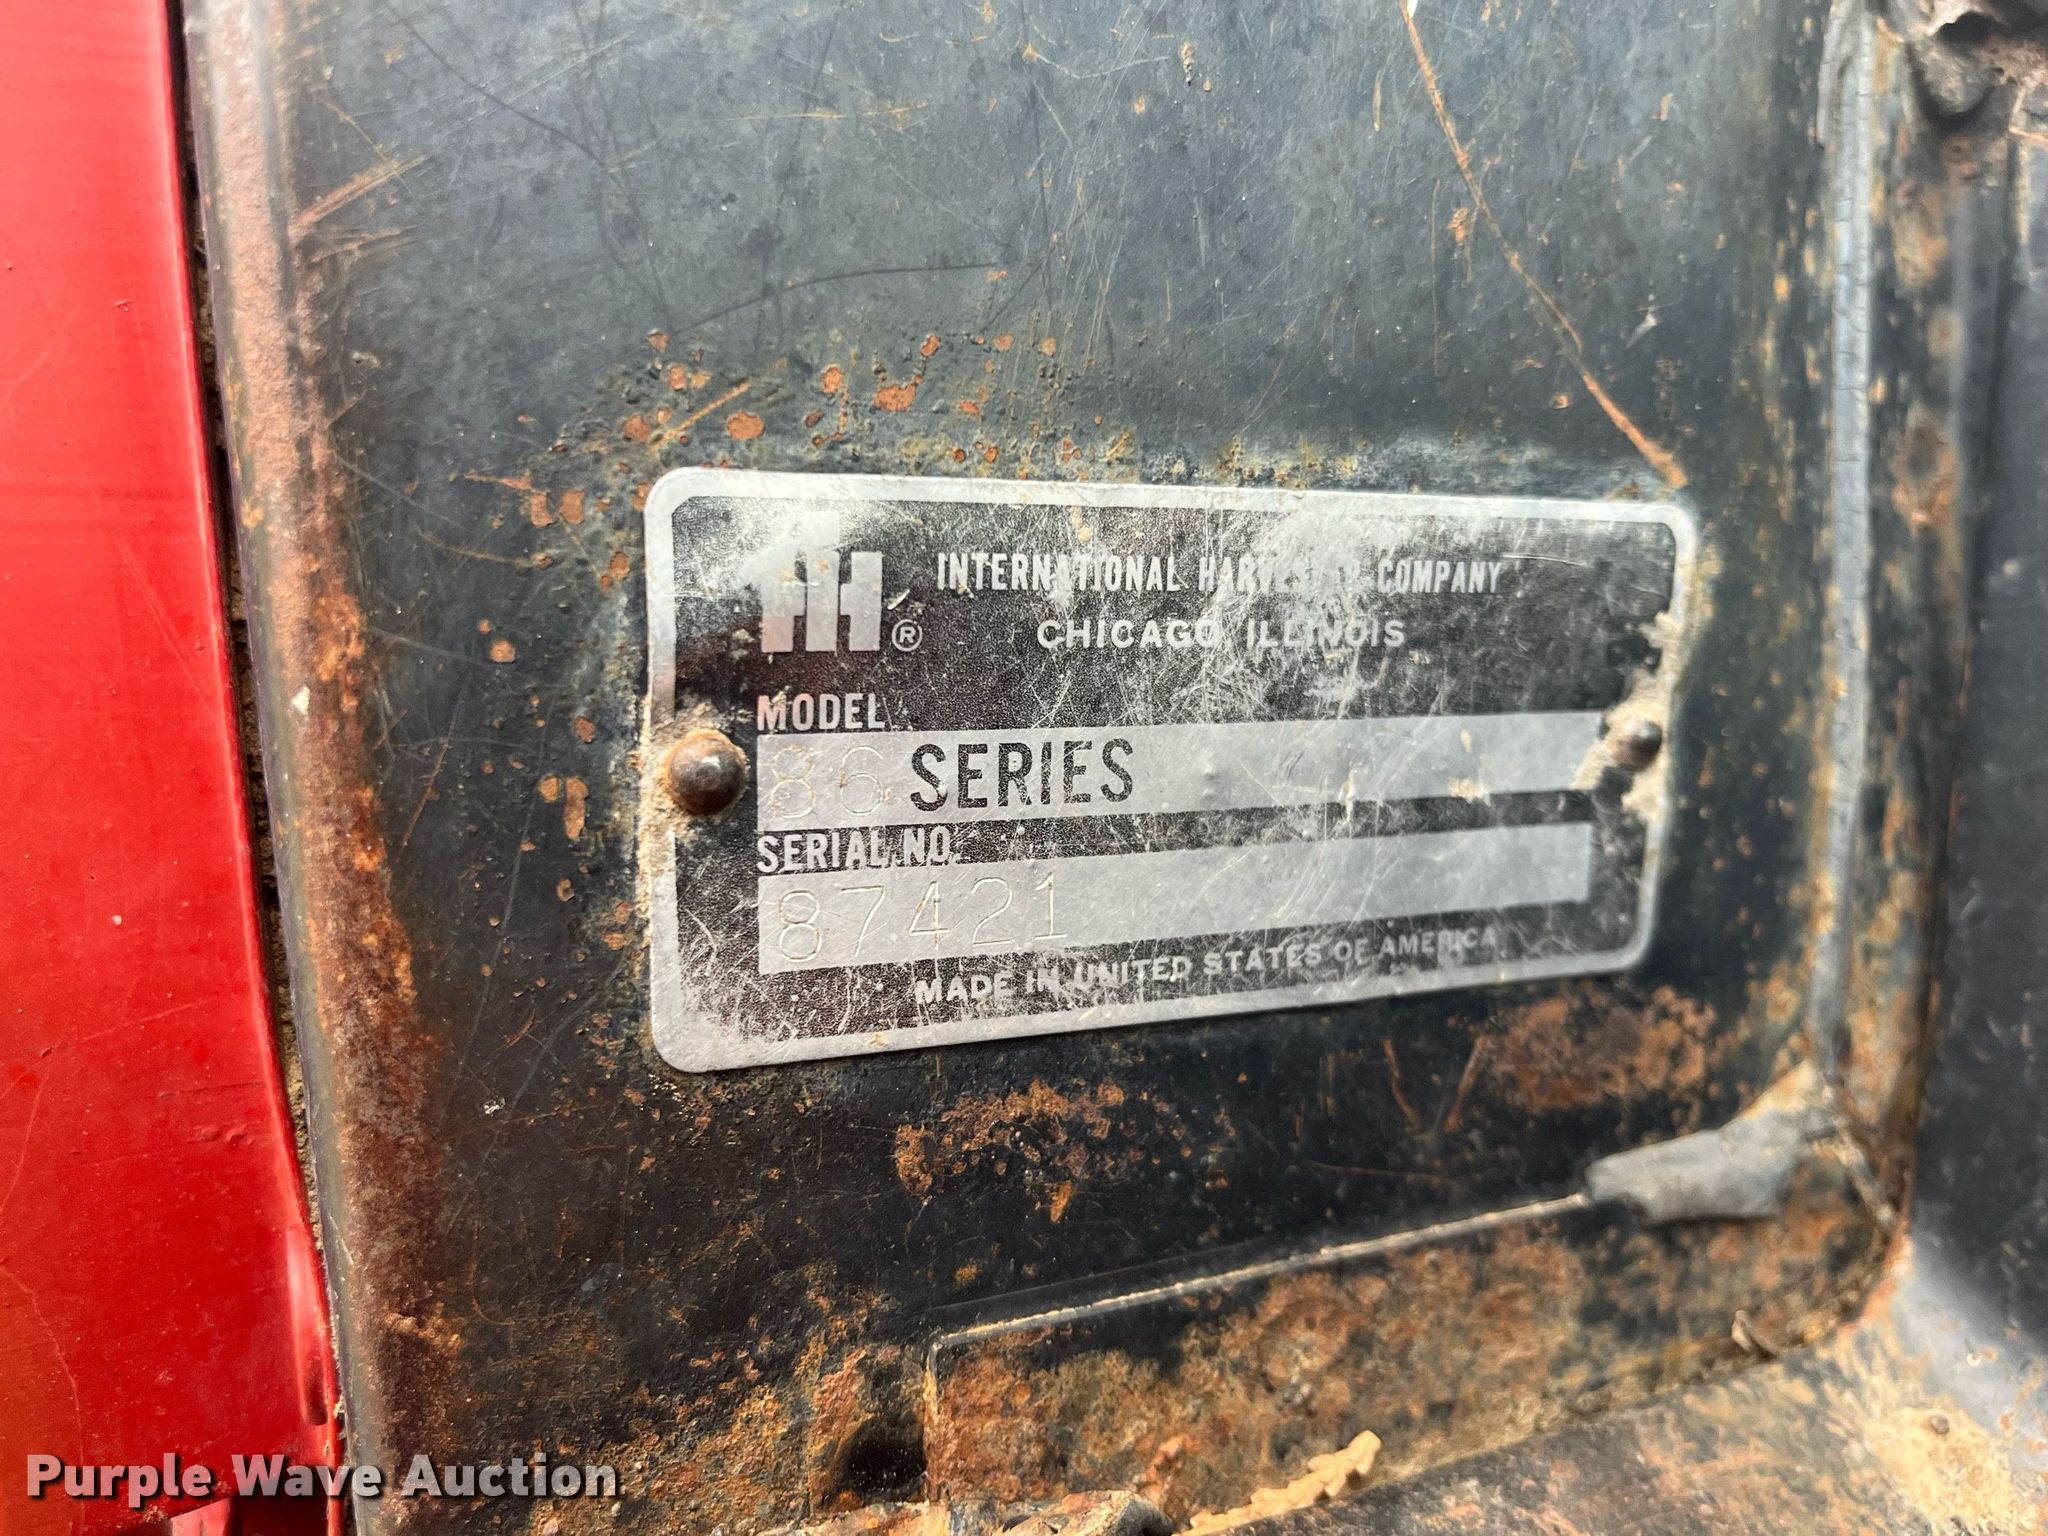 IH ®
INTERNATIONAL HARVESTER COMPANY
CHICAGO, ILLINOIS
MODEL
86 SERIES
SERIAL NO.
87421
MADE IN UNITED STATES OF AMERICA
Purple Wave Auction